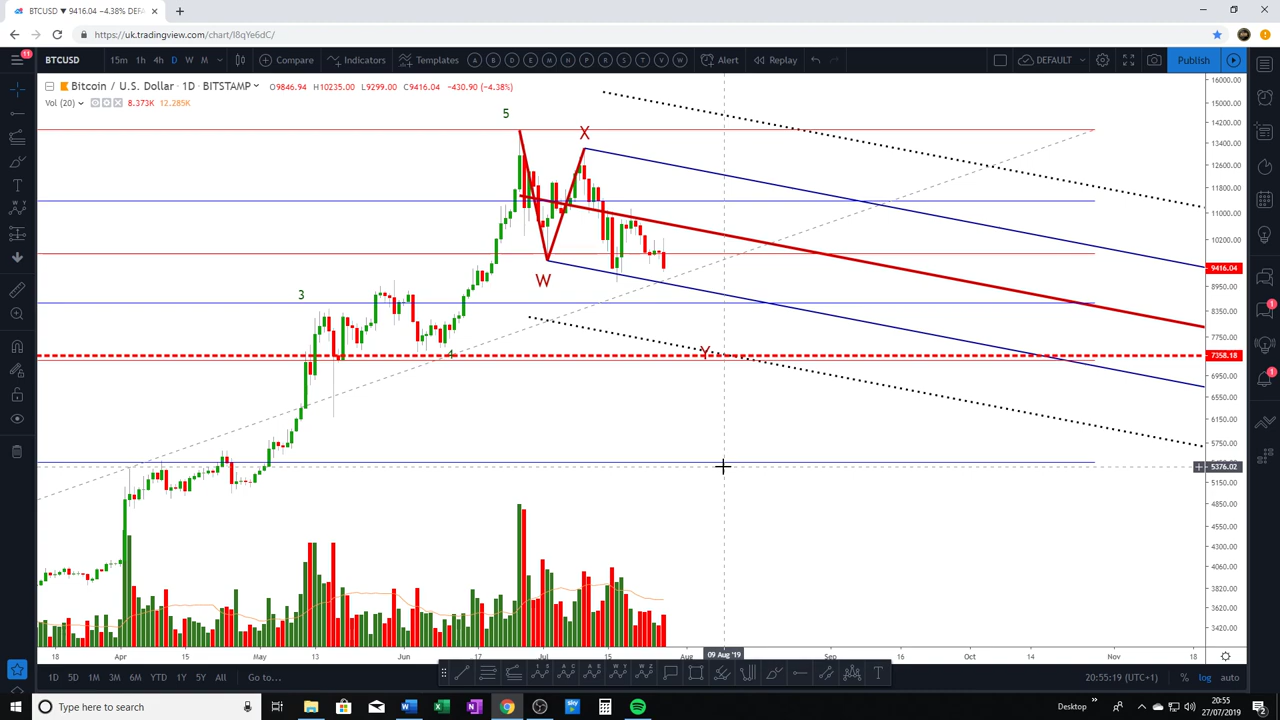 BTCUSD ▼ 9416.04 −4.38% DEFA
https://uk.tradingview.com/chart/I8qYe6dC/
11
BTCUSD 15m 1h 4h D W M Compare Indicators Templates A B D E M H P R S T V W Alert Replay DEFAULT Publish
Bitcoin / U.S. Dollar · 1D · BITSTAMP O9846.94 H10235.00 L9299.00 C9416.04 −430.90 (−4.38%)
Vol (20) 8.373K 12.285K
16000.00
15000.00
14200.00
13400.00
12600.00
11800.00
11000.00
10200.00
9416.04
8950.00
8350.00
7750.00
7358.18
6950.00
6550.00
6150.00
5750.00
5376.02
5150.00
4850.00
4550.00
4300.00
4060.00
3820.00
3620.00
3420.00
5
X
W
3
4
Y
1
1
18 Apr 15 May 13 Jun 17 Jul 15 Aug 09 Aug '19 Sep 16 Oct 14 Nov 18
1D 5D 1M 3M 6M YTD 1Y 5Y All Go to... 20:55:19 (UTC+1) % log auto
Type here to search
Desktop
20:55
27/07/2019
2